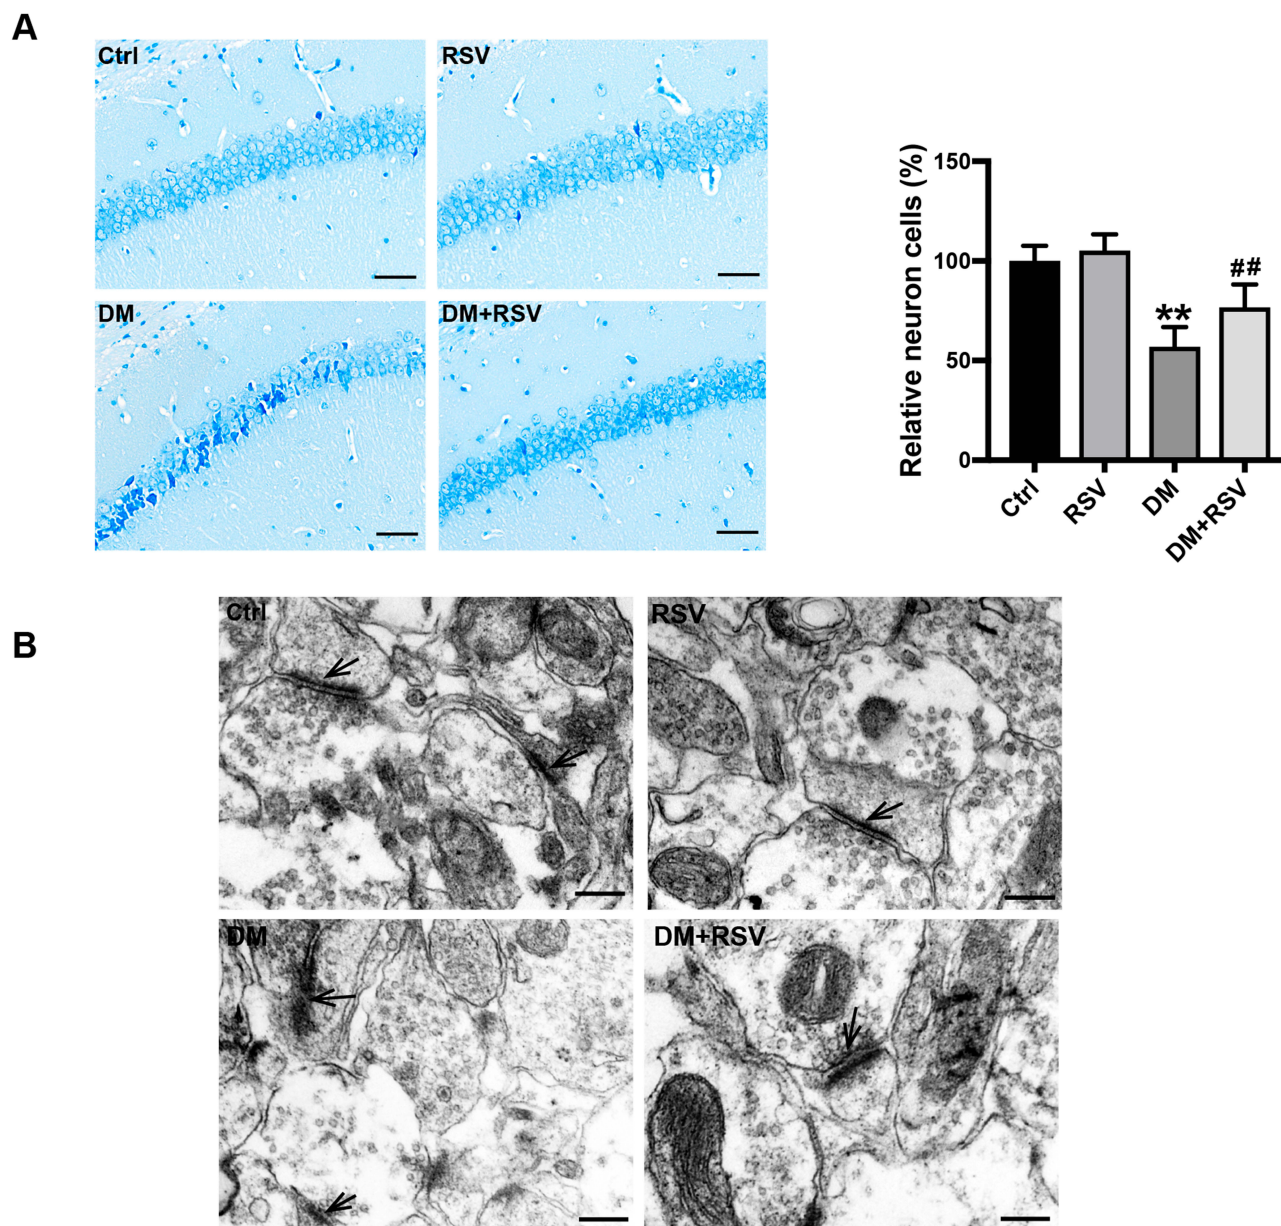 A
Ctrl
RSV
DM
DM+RSV
Relative neuron cells (%)
150
100
50
0
**
##
Ctrl
RSV
DM
DM+RSV
B
Ctrl
RSV
DM
DM+RSV